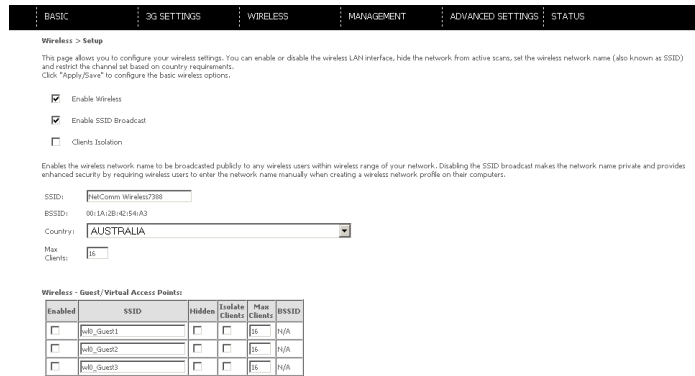 BASIC 3G SETTINGS WIRELESS MANAGEMENT ADVANCED SETTINGS STATUS
Wireless > Setup
This page allows you to configure your wireless settings. You can enable or disable the wireless LAN interface, hide the network from active scans, set the wireless network name (also known as SSID)
and restrict the channel set based on country requirements.
Click "Apply/Save" to configure the basic wireless options.
Enable Wireless
Enable SSID Broadcast
Clients Isolation
Enables the wireless network name to be broadcasted publicly to any wireless users within wireless range of your network. Disabling the SSID broadcast makes the network name private and provides
enhanced security by requiring wireless users to enter the network name manually when creating a wireless network profile on their computers.
SSID: NetComm Wireless7388
BSSID: 00:1A:2B:42:54:A3
Country: AUSTRALIA
Max
Clients: 16
Wireless - Guest/Virtual Access Points:
Enabled SSID Hidden Isolate Clients Max Clients BSSID
wl0_Guest1 16 N/A
wl0_Guest2 16 N/A
wl0_Guest3 16 N/A